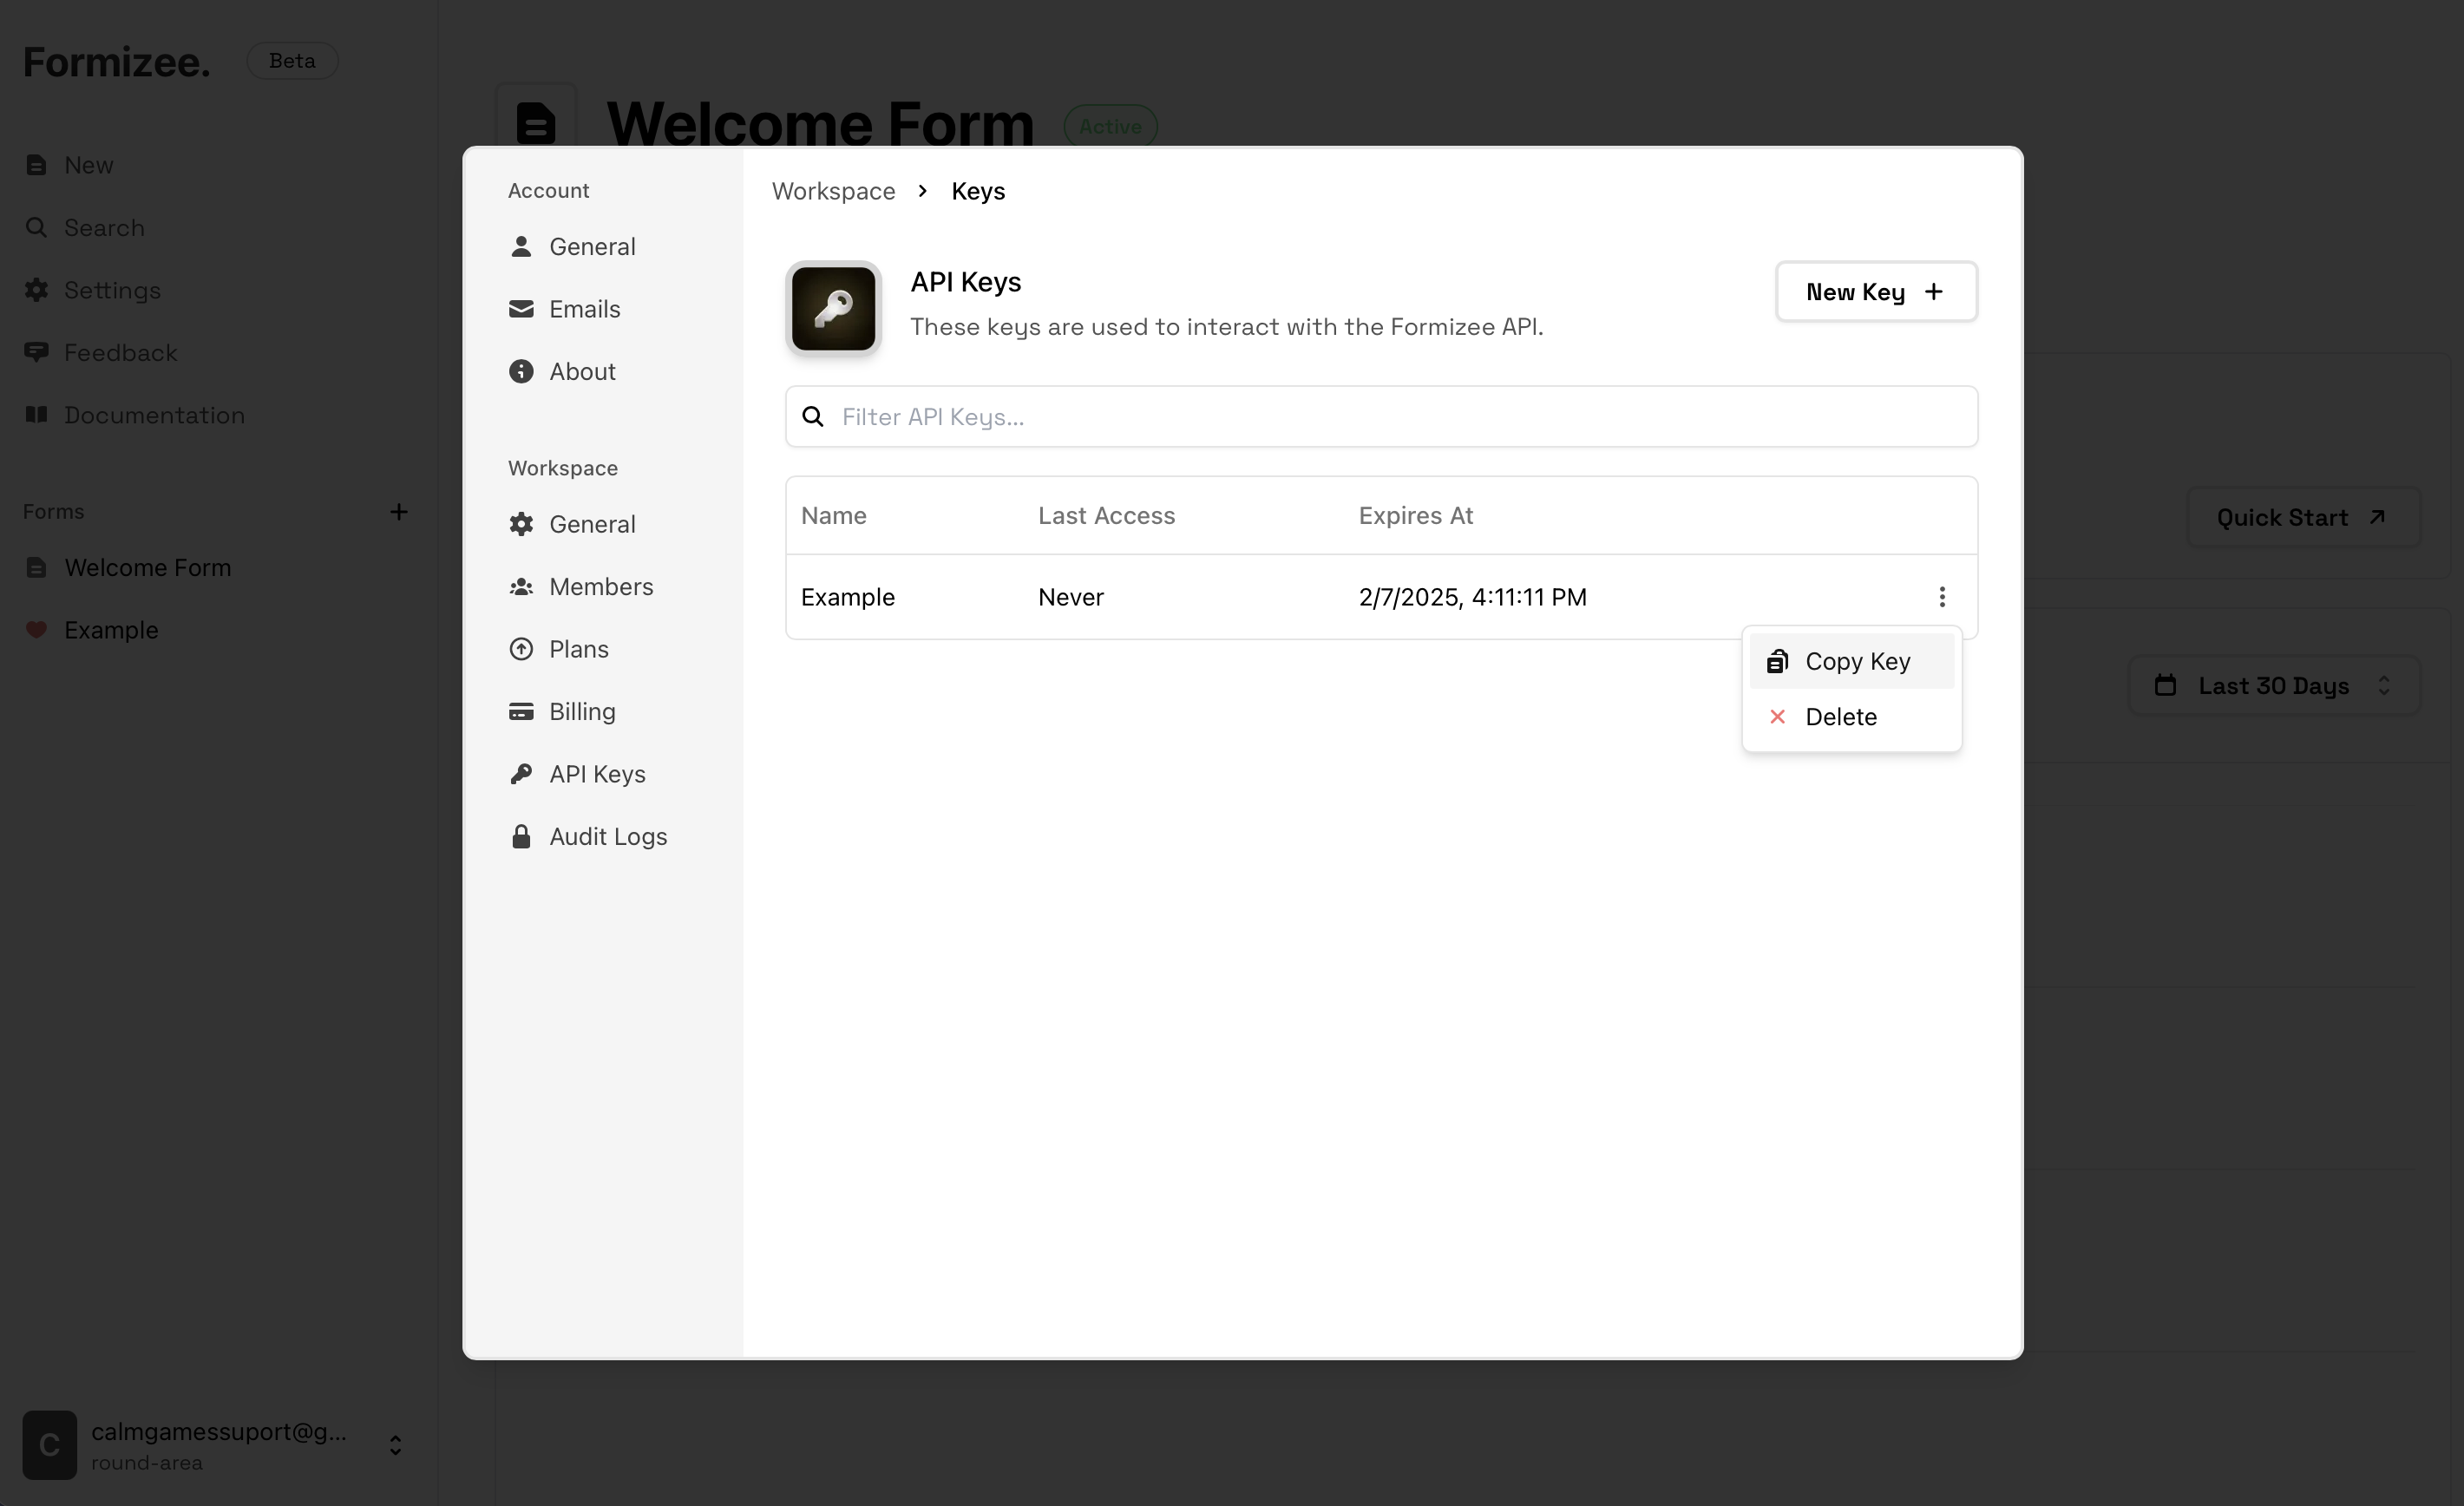 Formizee.
Beta
New
Search
Settings
Feedback
Documentation
Forms
Welcome Form
Example
C
calmgamessuport@g...
round-area
Welcome Form
Active
Quick Start
Last 30 Days
Account
General
Emails
About
Workspace
General
Members
Plans
Billing
API Keys
Audit Logs
Workspace Keys
API Keys
These keys are used to interact with the Formizee API.
New Key
Filter API Keys...
Name Last Access Expires At
Example Never 2/7/2025, 4:11:11 PM
Copy Key
Delete